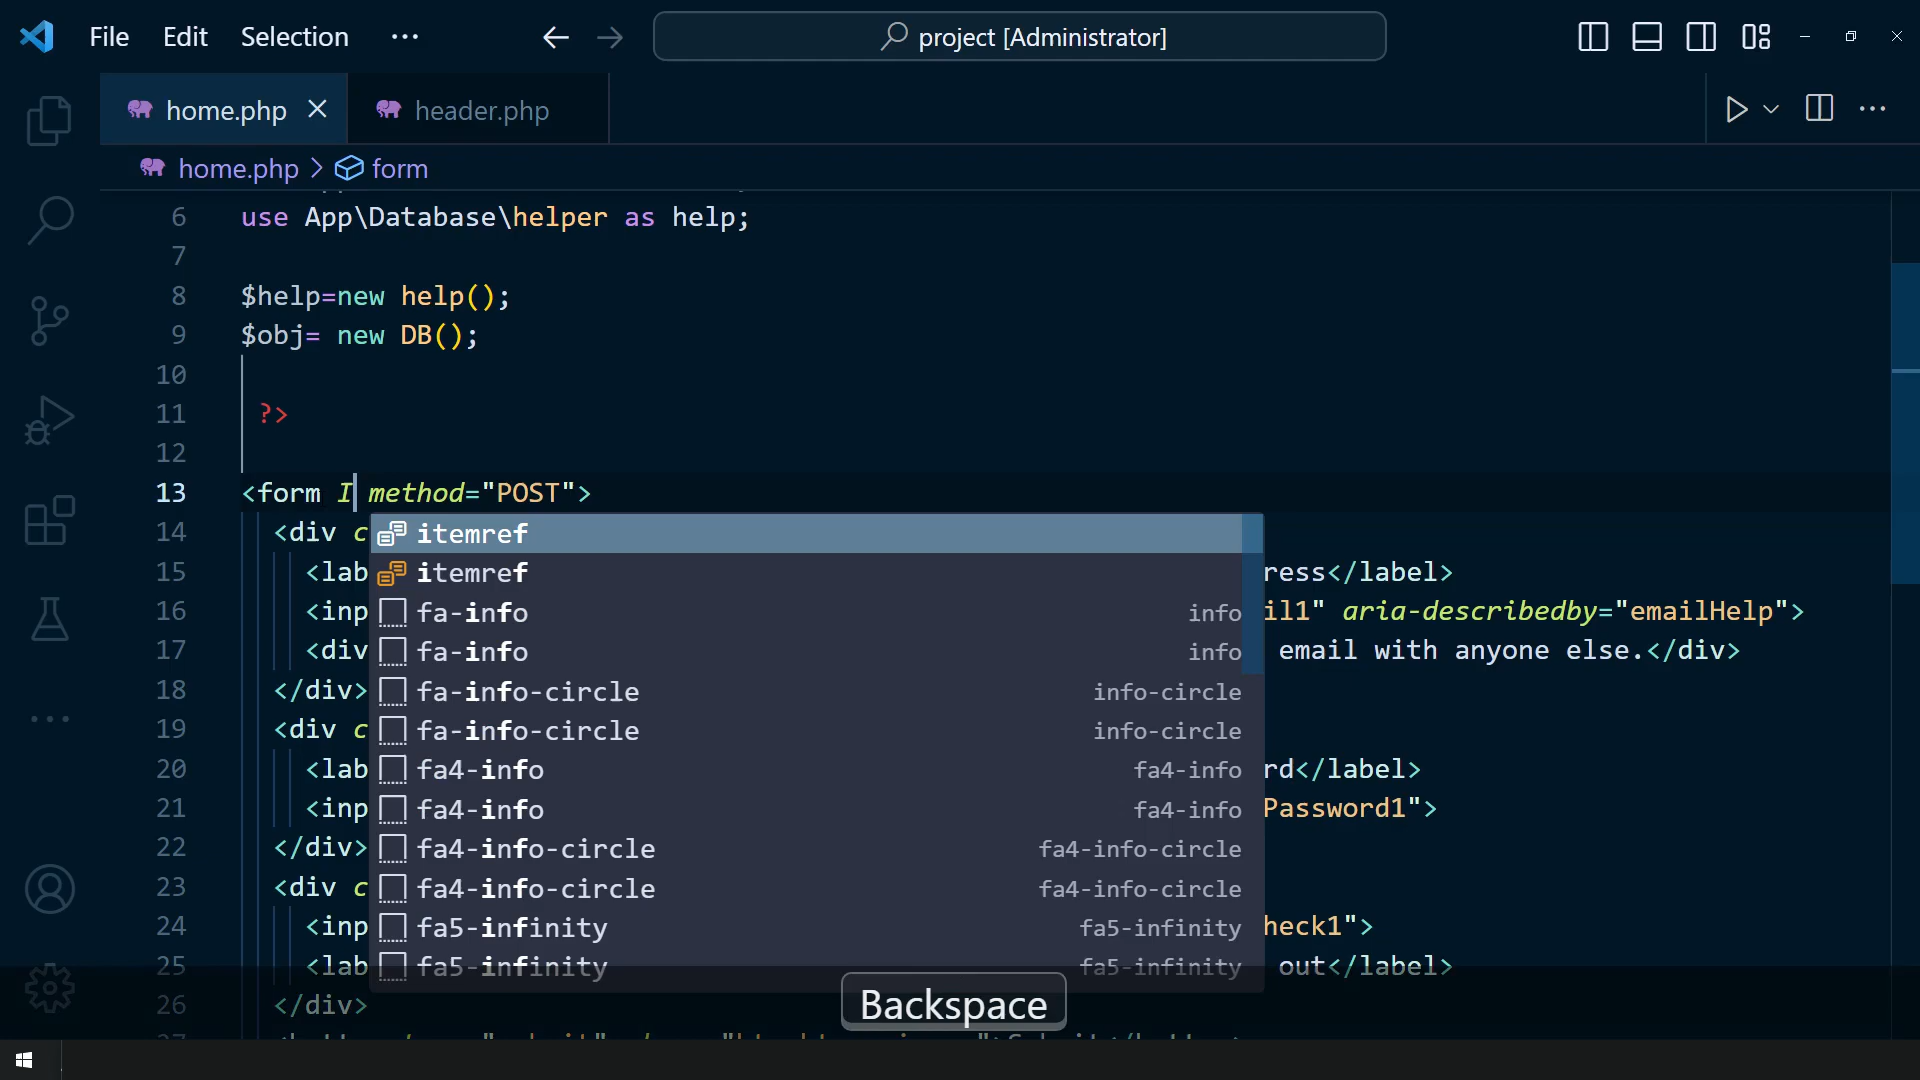 File Edit Selection ···
project [Administrator]
home.php
header.php
home.php > form
6 use App\Database\helper as help;
7
8 $help=new help();
9 $obj= new DB();
10
11 ?>
12
13 <form I method="POST">
14 <div c
itemref
15 <lab
itemref
ress</label>
16 <inp
fa-info info
il1" aria-describedby="emailHelp">
17 <div
fa-info info
email with anyone else.</div>
18 </div>
fa-info-circle info-circle
19 <div c
fa-info-circle info-circle
20 <lab
fa4-info fa4-info
rd</label>
21 <inp
fa4-info fa4-info
Password1">
22 </div>
fa4-info-circle fa4-info-circle
23 <div c
fa4-info-circle fa4-info-circle
24 <inp
fa5-infinity fa5-infinity
heck1">
25 <lab
fa5-infinity fa5-infinity
out</label>
26 </div>
Backspace